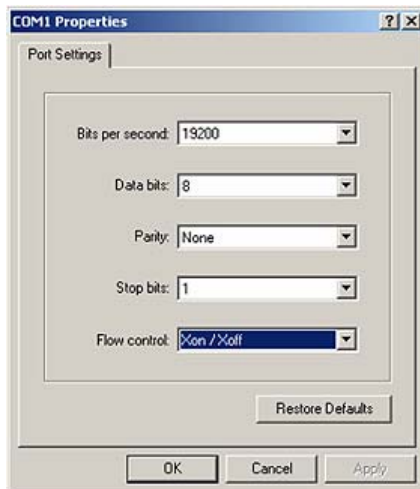 COM1 Properties
Port Settings
Bits per second: 19200
Data bits: 8
Parity: None
Stop bits: 1
Flow control: Xon / Xoff
Restore Defaults
OK Cancel Apply